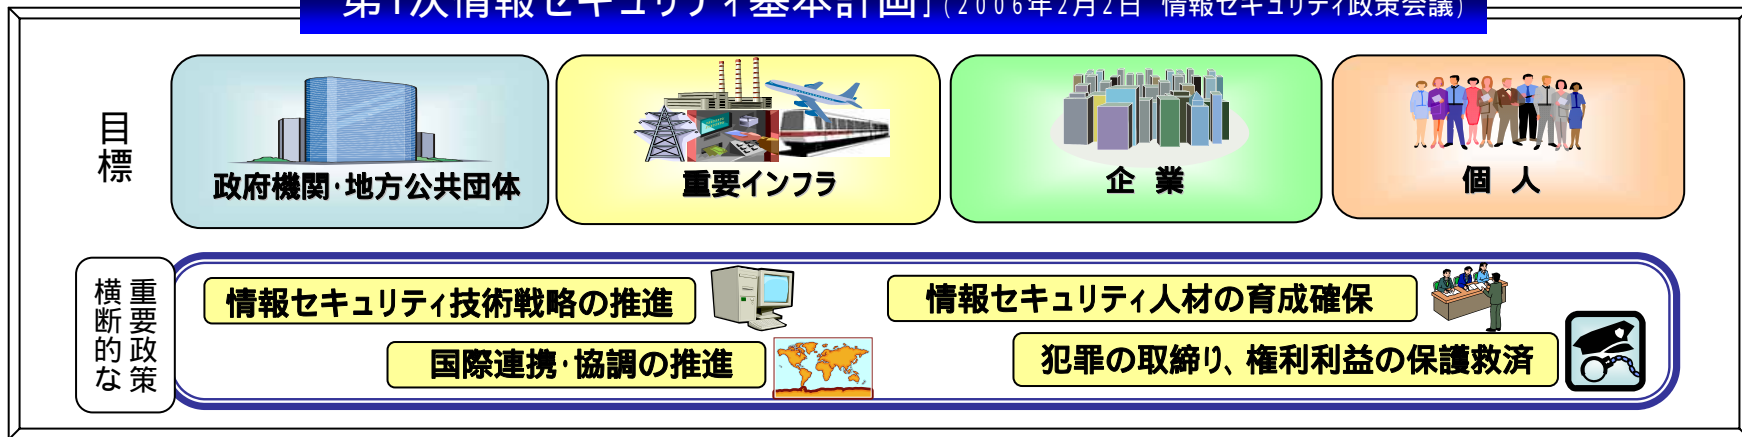 第1次情報セキュリティ基本計画」(2006年2月2日 情報セキュリティ政策会議)
目標
政府機関・地方公共団体
重要インフラ
企 業
個 人
重要政策
横断的な
情報セキュリティ技術戦略の推進
情報セキュリティ人材の育成確保
国際連携・協調の推進
犯罪の取締り、権利利益の保護救済